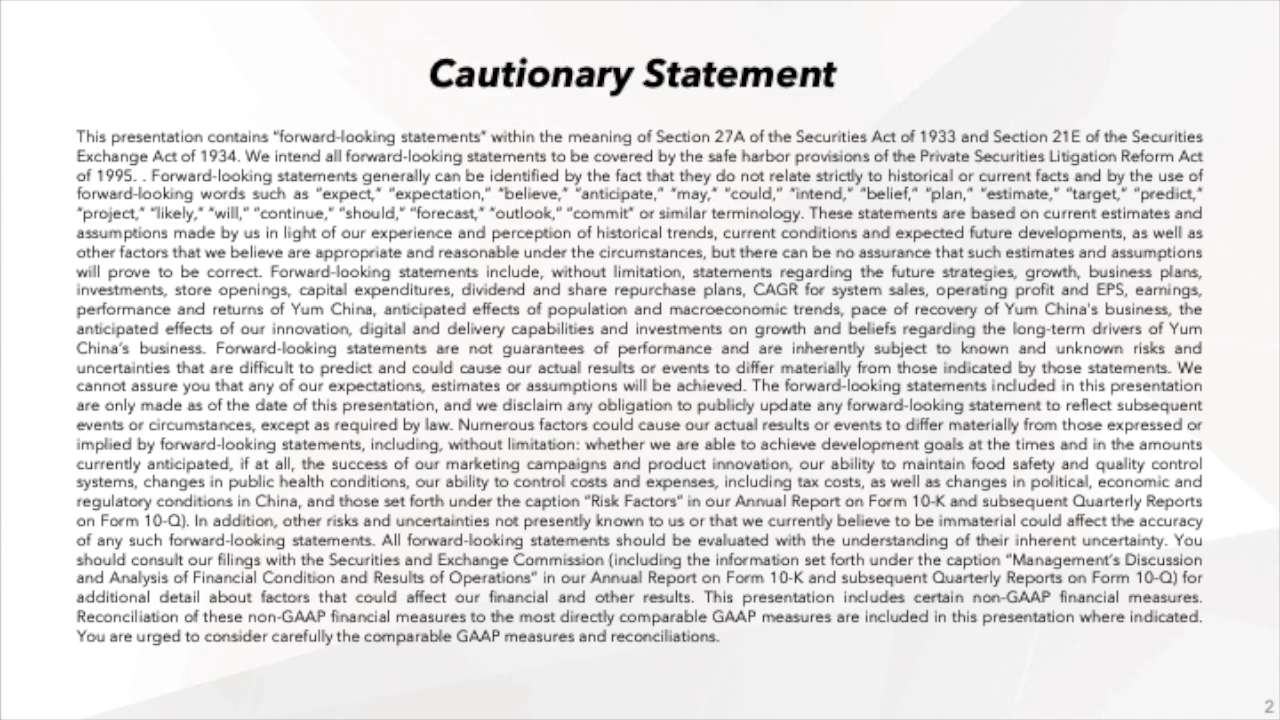 Cautionary Statement
This presentation contains “forward-looking statements” within the meaning of Section 27A of the Securities Act of 1933 and Section 21E of the Securities
Exchange Act of 1934. We intend all forward-looking statements to be covered by the safe harbor provisions of the Private Securities Litigation Reform Act
of 1995. . Forward-looking statements generally can be identified by the fact that they do not relate strictly to historical or current facts and by the use of
forward-looking words such as “expect,” “expectation,” “believe,” “anticipate,” “may,” “could,” “intend,” “belief,” “plan,” “estimate,” “target,” “predict,”
“project,” “likely,” “will,” “continue,” “should,” “forecast,” “outlook,” “commit” or similar terminology. These statements are based on current estimates and
assumptions made by us in light of our experience and perception of historical trends, current conditions and expected future developments, as well as
other factors that we believe are appropriate and reasonable under the circumstances, but there can be no assurance that such estimates and assumptions
will prove to be correct. Forward-looking statements include, without limitation, statements regarding the future strategies, growth, business plans,
investments, store openings, capital expenditures, dividend and share repurchase plans, CAGR for system sales, operating profit and EPS, earnings,
performance and returns of Yum China, anticipated effects of population and macroeconomic trends, pace of recovery of Yum China's business, the
anticipated effects of our innovation, digital and delivery capabilities and investments on growth and beliefs regarding the long-term drivers of Yum
China’s business. Forward-looking statements are not guarantees of performance and are inherently subject to known and unknown risks and
uncertainties that are difficult to predict and could cause our actual results or events to differ materially from those indicated by those statements. We
cannot assure you that any of our expectations, estimates or assumptions will be achieved. The forward-looking statements included in this presentation
are only made as of the date of this presentation, and we disclaim any obligation to publicly update any forward-looking statement to reflect subsequent
events or circumstances, except as required by law. Numerous factors could cause our actual results or events to differ materially from those expressed or
implied by forward-looking statements, including, without limitation: whether we are able to achieve development goals at the times and in the amounts
currently anticipated, if at all, the success of our marketing campaigns and product innovation, our ability to maintain food safety and quality control
systems, changes in public health conditions, our ability to control costs and expenses, including tax costs, as well as changes in political, economic and
regulatory conditions in China, and those set forth under the caption “Risk Factors” in our Annual Report on Form 10-K and subsequent Quarterly Reports
on Form 10-Q). In addition, other risks and uncertainties not presently known to us or that we currently believe to be immaterial could affect the accuracy
of any such forward-looking statements. All forward-looking statements should be evaluated with the understanding of their inherent uncertainty. You
should consult our filings with the Securities and Exchange Commission (including the information set forth under the caption “Management’s Discussion
and Analysis of Financial Condition and Results of Operations” in our Annual Report on Form 10-K and subsequent Quarterly Reports on Form 10-Q) for
additional detail about factors that could affect our financial and other results. This presentation includes certain non-GAAP financial measures.
Reconciliation of these non-GAAP financial measures to the most directly comparable GAAP measures are included in this presentation where indicated.
You are urged to consider carefully the comparable GAAP measures and reconciliations.
2